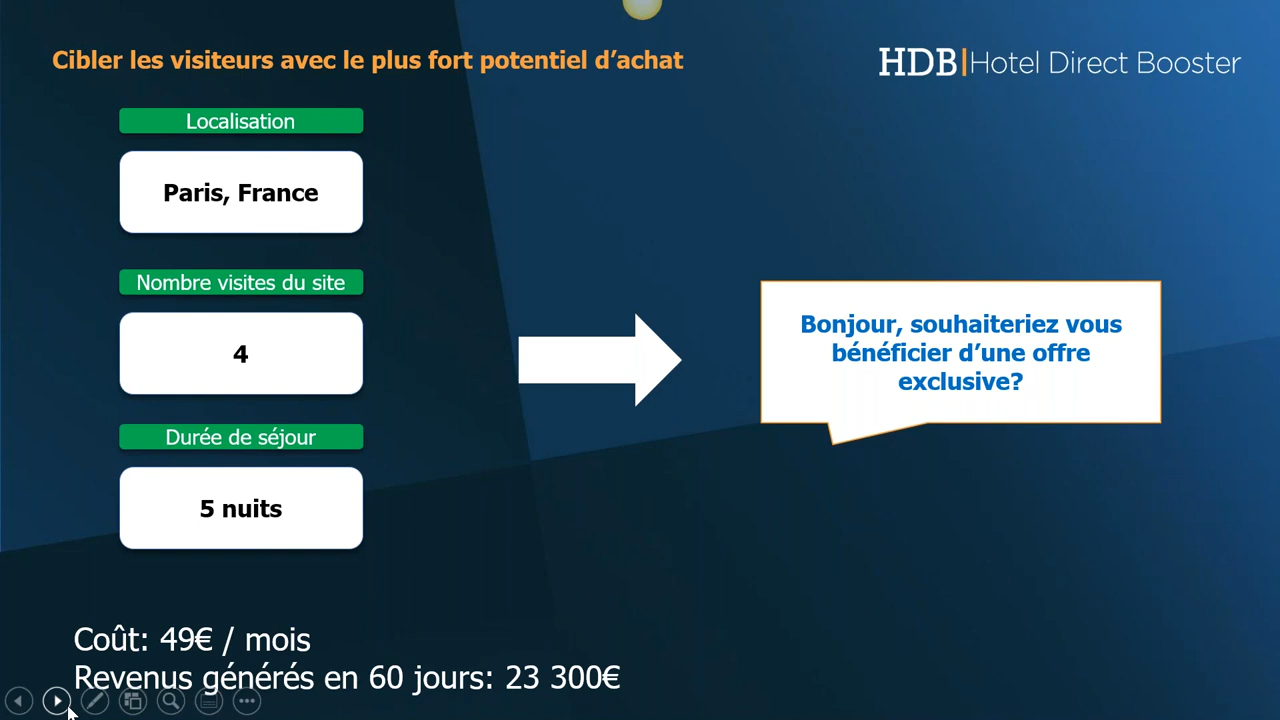 Cibler les visiteurs avec le plus fort potentiel d’achat
HDB|Hotel Direct Booster
Localisation
Paris, France
Nombre visites du site
4
Durée de séjour
5 nuits
Bonjour, souhaiteriez vous
bénéficier d’une offre
exclusive?
Coût: 49€ / mois
Revenus générés en 60 jours: 23 300€